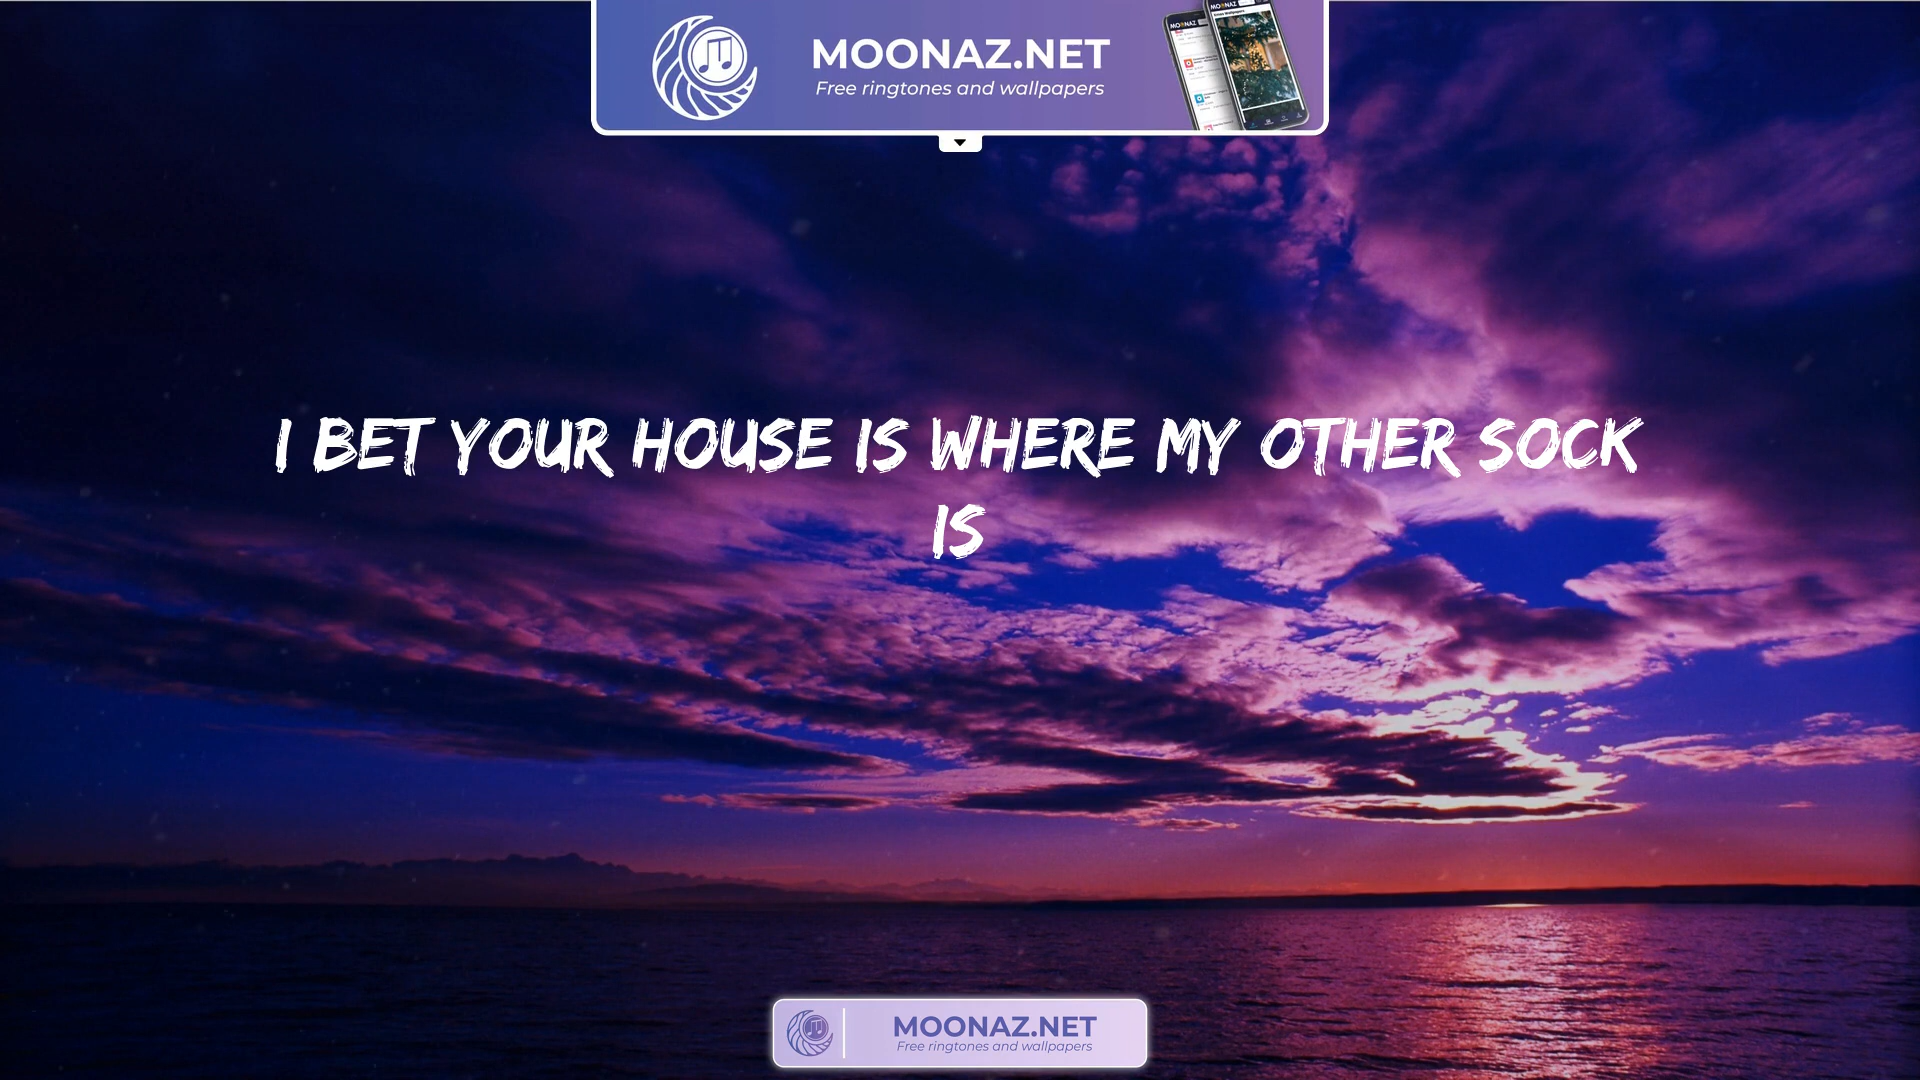 MOONAZ.NET
Free ringtones and wallpapers
I BET YOUR HOUSE IS WHERE MY OTHER SOCK
IS
MOONAZ.NET
Free ringtones and wallpapers